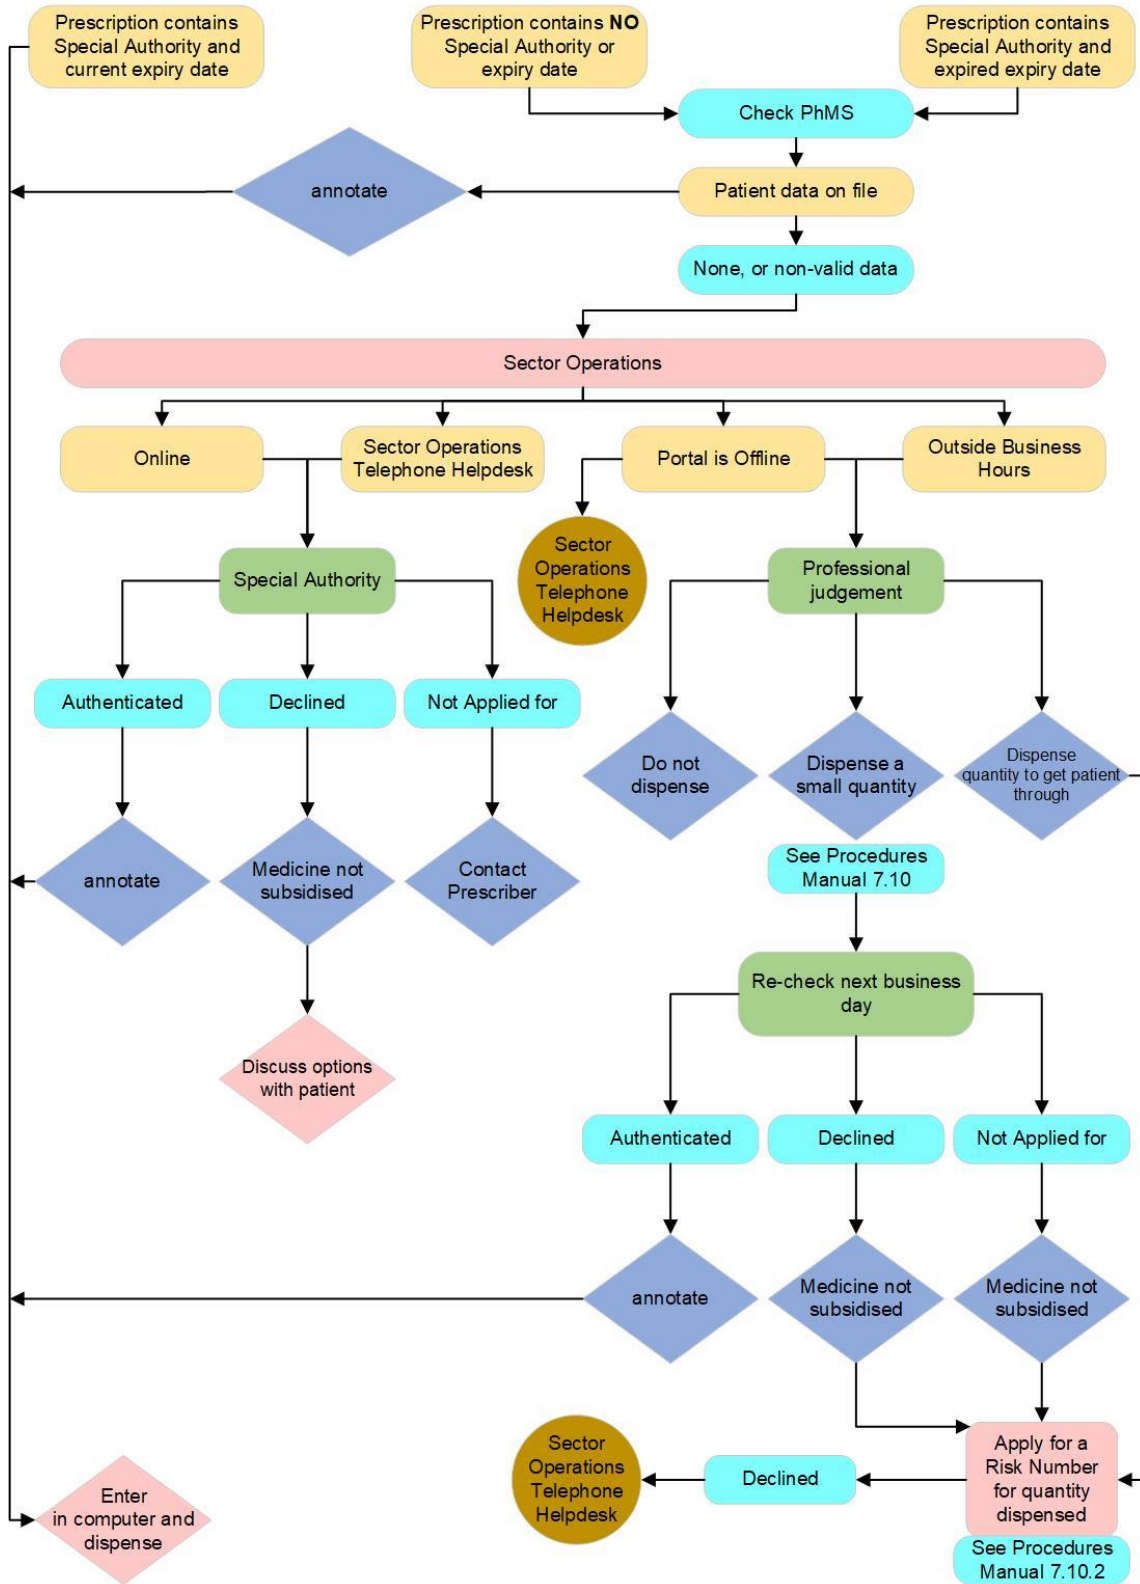 Prescription contains
Special Authority and
current expiry date
Prescription contains NO
Special Authority or
expiry date
Prescription contains
Special Authority and
expired expiry date
Check PhMS
annotate
Patient data on file
None, or non-valid data
Sector Operations
Online
Sector Operations
Telephone Helpdesk
Portal is Offline
Outside Business
Hours
Sector
Operations
Telephone
Helpdesk
Special Authority
Professional
judgement
Authenticated
Declined
Not Applied for
Do not
dispense
Dispense a
small quantity
Dispense
quantity to get patient
through
annotate
Medicine not
subsidised
Contact
Prescriber
See Procedures
Manual 7.10
Re-check next business
day
Discuss options
with patient
Authenticated
Declined
Not Applied for
annotate
Medicine not
subsidised
Medicine not
subsidised
Enter
in computer and
dispense
Sector
Operations
Telephone
Helpdesk
Declined
Apply for a
Risk Number
for quantity
dispensed
See Procedures
Manual 7.10.2